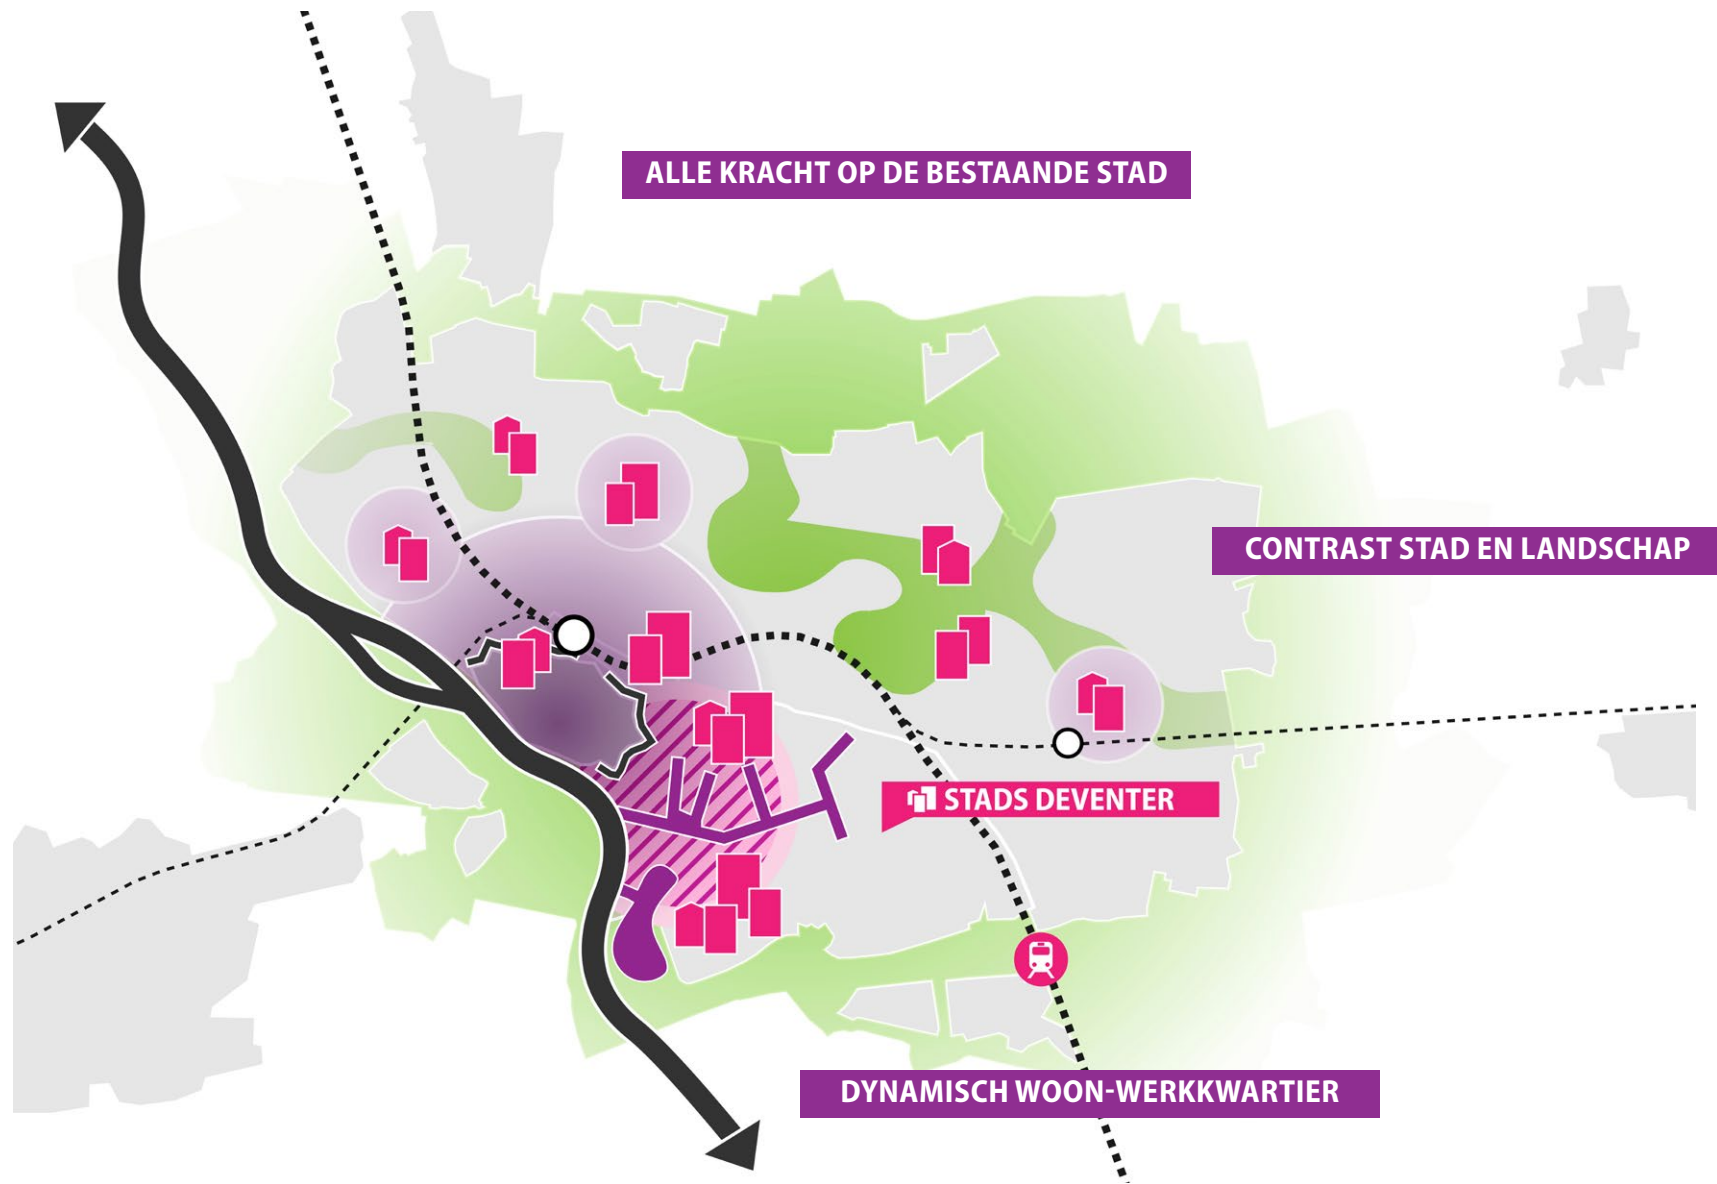 ALLE KRACHT OP DE BESTAANDE STAD
CONTRAST STAD EN LANDSCHAP
STADS DEVENTER
DYNAMISCH WOON-WERKKWARTIER